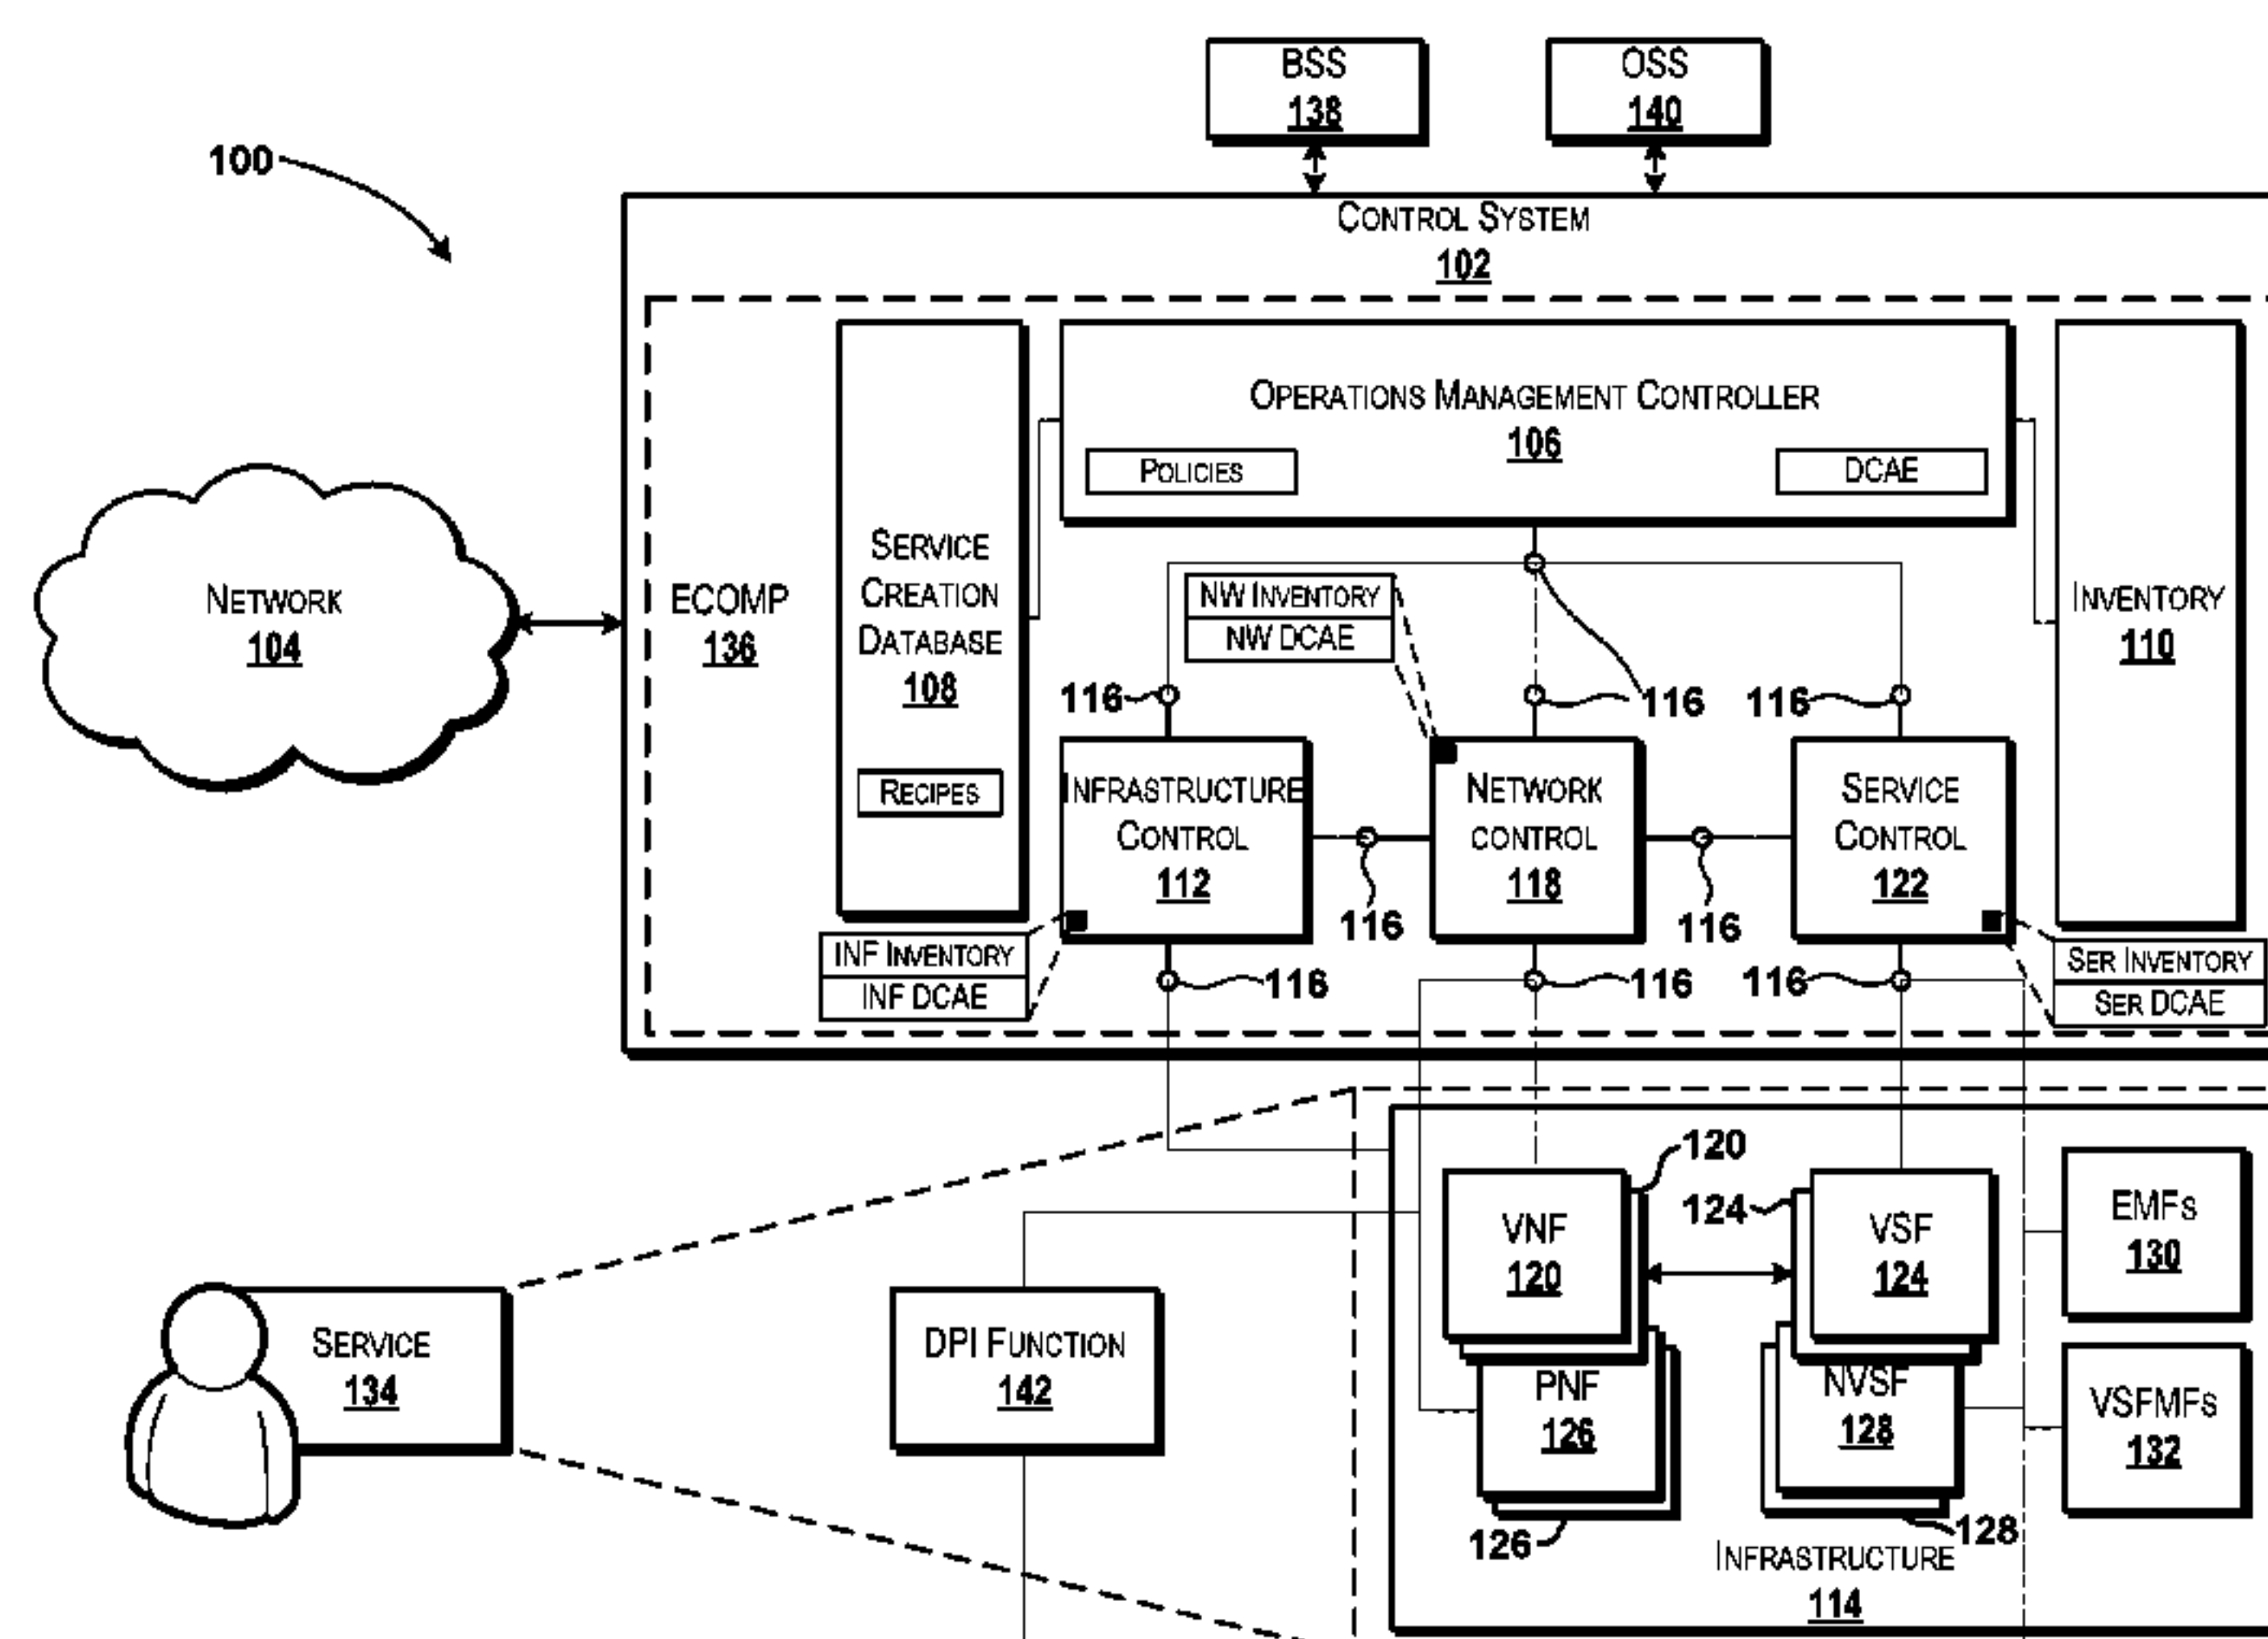 BSS
138
OSS
140
100
CONTROL SYSTEM
102
OPERATIONS MANAGEMENT CONTROLLER
106
POLICIES
DCAE
SERVICE
CREATION
DATABASE
108
RECIPES
NETWORK
104
ECOMP
136
NW INVENTORY
NW DCAE
INVENTORY
110
116
116
116
INFRASTRUCTURE
CONTROL
112
NETWORK
CONTROL
118
SERVICE
CONTROL
122
116
116
INF INVENTORY
INF DCAE
116
116
116
SER INVENTORY
SER DCAE
120
VNF
120
124
VSF
124
EMFS
130
SERVICE
134
DPI FUNCTION
142
PNF
126
NVSF
128
VSFMFS
132
126
128
INFRASTRUCTURE
114